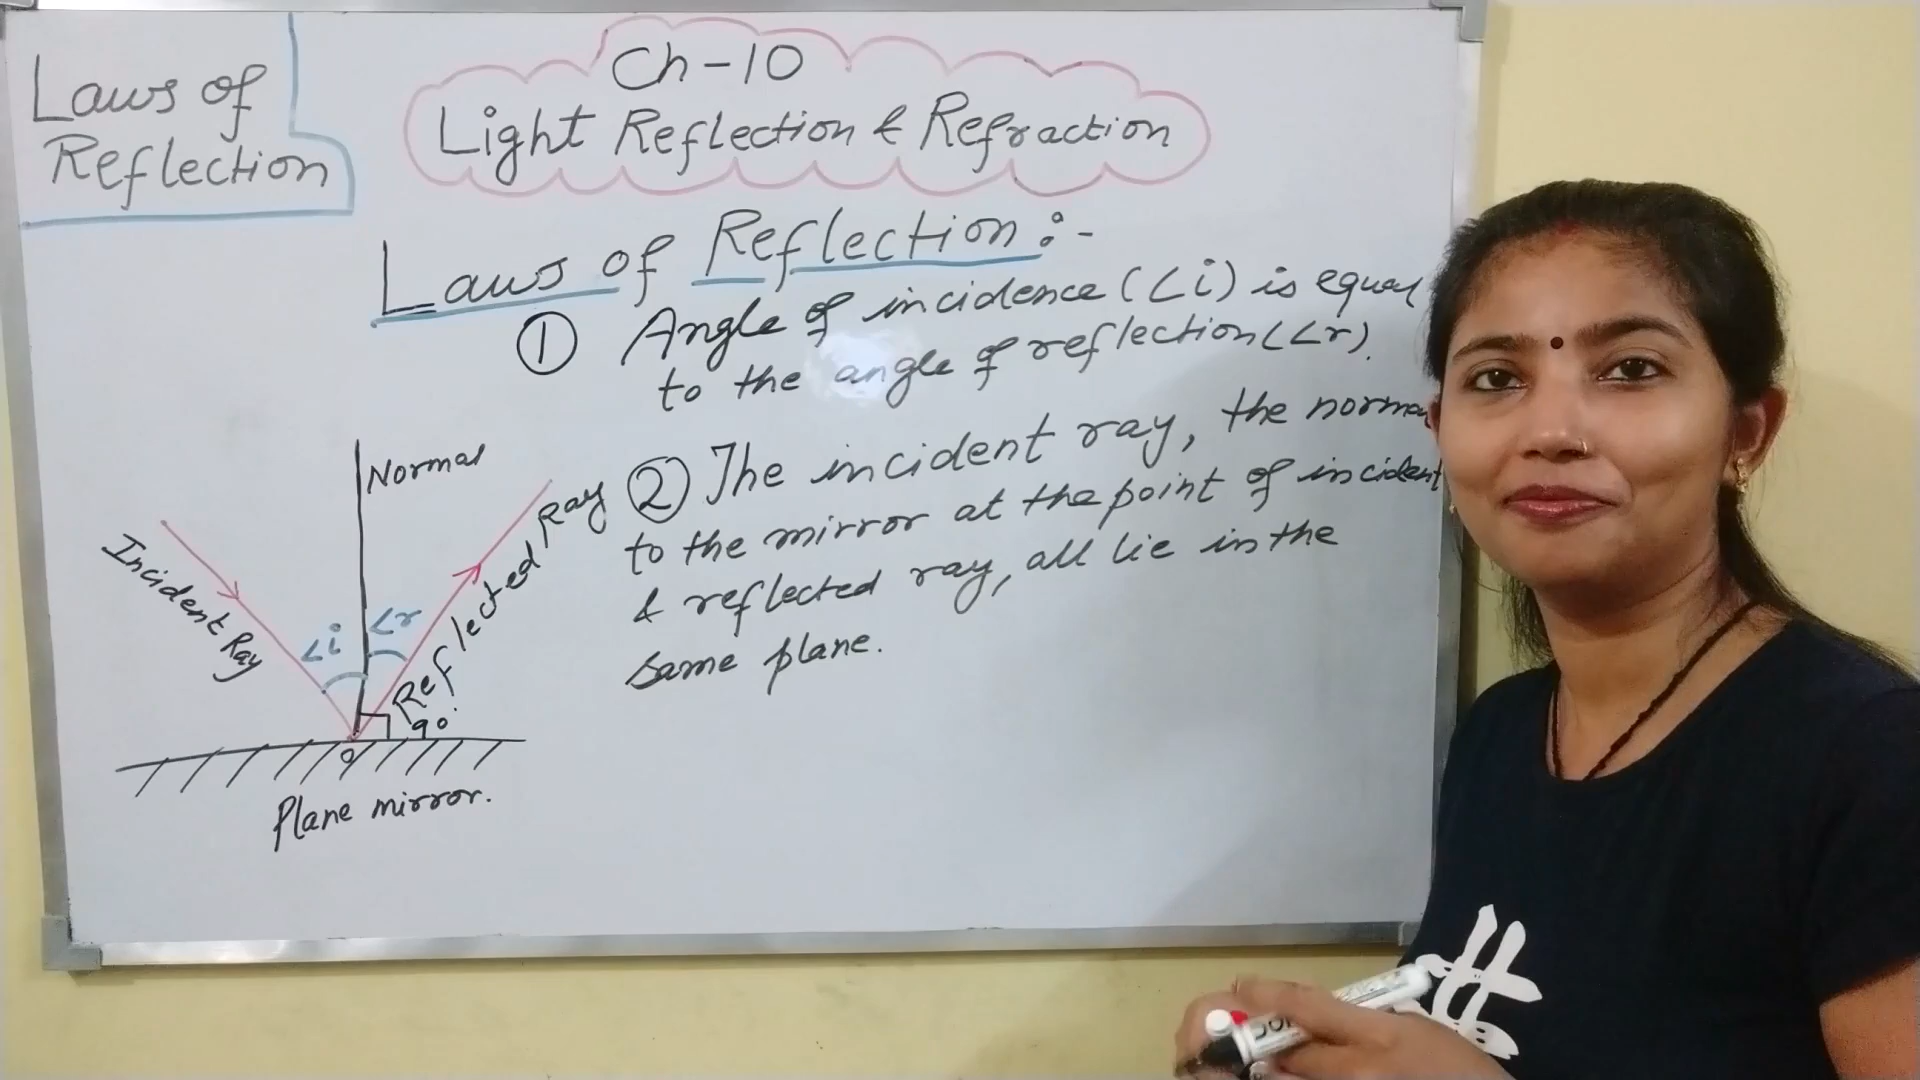 Laws of
Reflection
Ch-10
Light Reflection & Refraction
Laws of Reflection :-
① Angle of incidence (∠i) is equal
to the angle of reflection (∠r).
② The incident ray, the normal
to the mirror at the point of incident
& reflected ray, all lie in the
same plane.
Normal
Incident Ray
Reflected Ray
∠i
∠r
90°
O
Plane mirror.